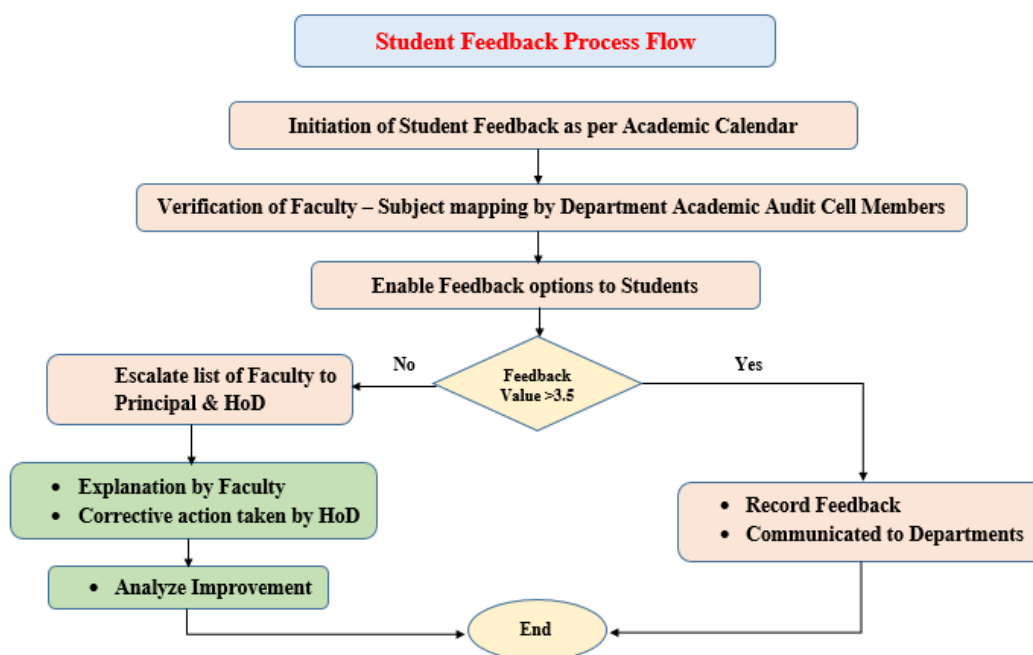 Student Feedback Process Flow
Initiation of Student Feedback as per Academic Calendar
Verification of Faculty – Subject mapping by Department Academic Audit Cell Members
Enable Feedback options to Students
No
Feedback
Value >3.5
Yes
Escalate list of Faculty to
Principal & HoD
• Explanation by Faculty
• Corrective action taken by HoD
• Record Feedback
• Communicated to Departments
• Analyze Improvement
End